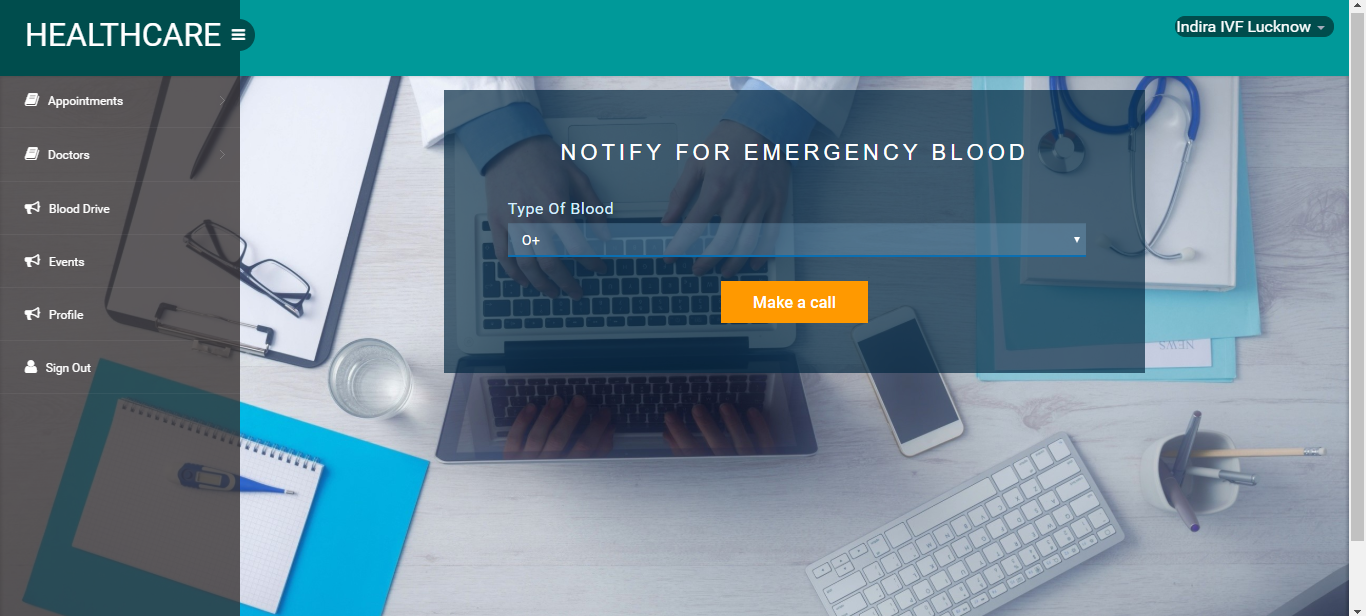 HEALTHCARE
Indira IVF Lucknow
Appointments
Doctors
Blood Drive
Events
Profile
Sign Out
NOTIFY FOR EMERGENCY BLOOD
Type Of Blood
O+
Make a call
NEWS